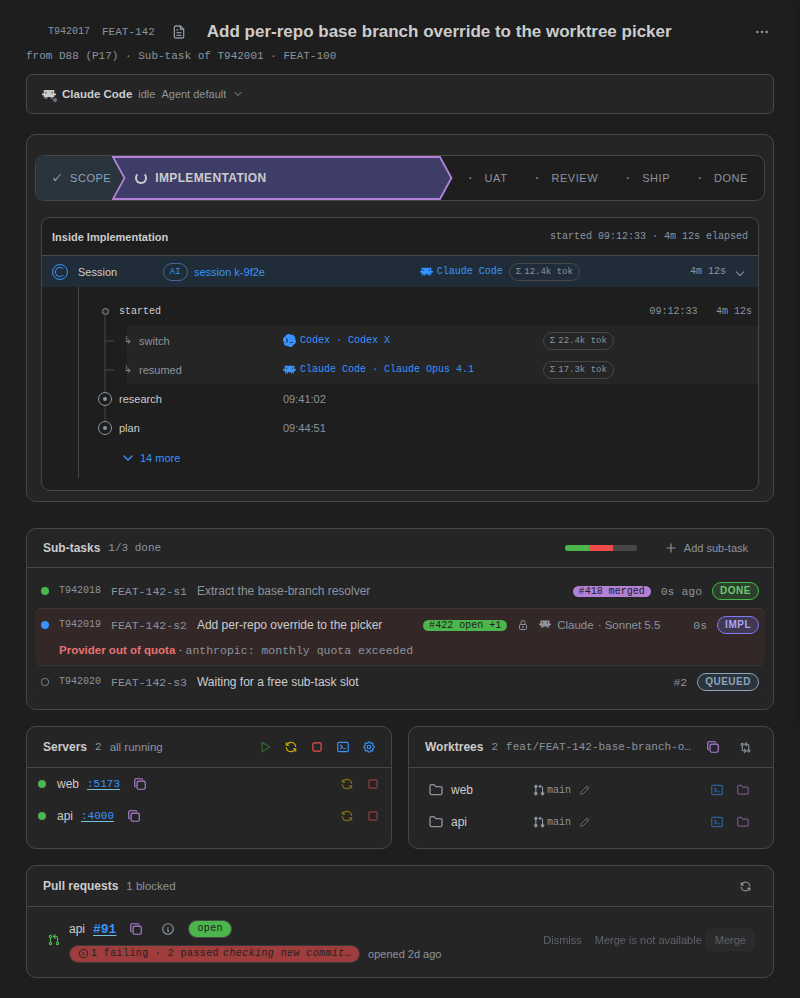 T942017 FEAT-142 Add per-repo base branch override to the worktree picker
from D88 (P17) · Sub-task of T942001 · FEAT-100
Claude Code idle Agent default
SCOPE IMPLEMENTATION · UAT · REVIEW · SHIP · DONE
Inside Implementation started 09:12:33 · 4m 12s elapsed
Session AI session k-9f2e Claude Code Σ 12.4k tok 4m 12s
started 09:12:33 4m 12s
↳ switch Codex · Codex X Σ 22.4k tok
↳ resumed Claude Code · Claude Opus 4.1 Σ 17.3k tok
research 09:41:02
plan 09:44:51
14 more
Sub-tasks 1/3 done Add sub-task
T942018 FEAT-142-s1 Extract the base-branch resolver #418 merged 0s ago DONE
T942019 FEAT-142-s2 Add per-repo override to the picker #422 open +1 Claude · Sonnet 5.5 0s IMPL
Provider out of quota · anthropic: monthly quota exceeded
T942020 FEAT-142-s3 Waiting for a free sub-task slot #2 QUEUED
Servers 2 all running
web :5173
api :4000
Worktrees 2 feat/FEAT-142-base-branch-o…
web main
api main
Pull requests 1 blocked
api #91 open
1 failing · 2 passed checking new commit… opened 2d ago
Dismiss Merge is not available Merge